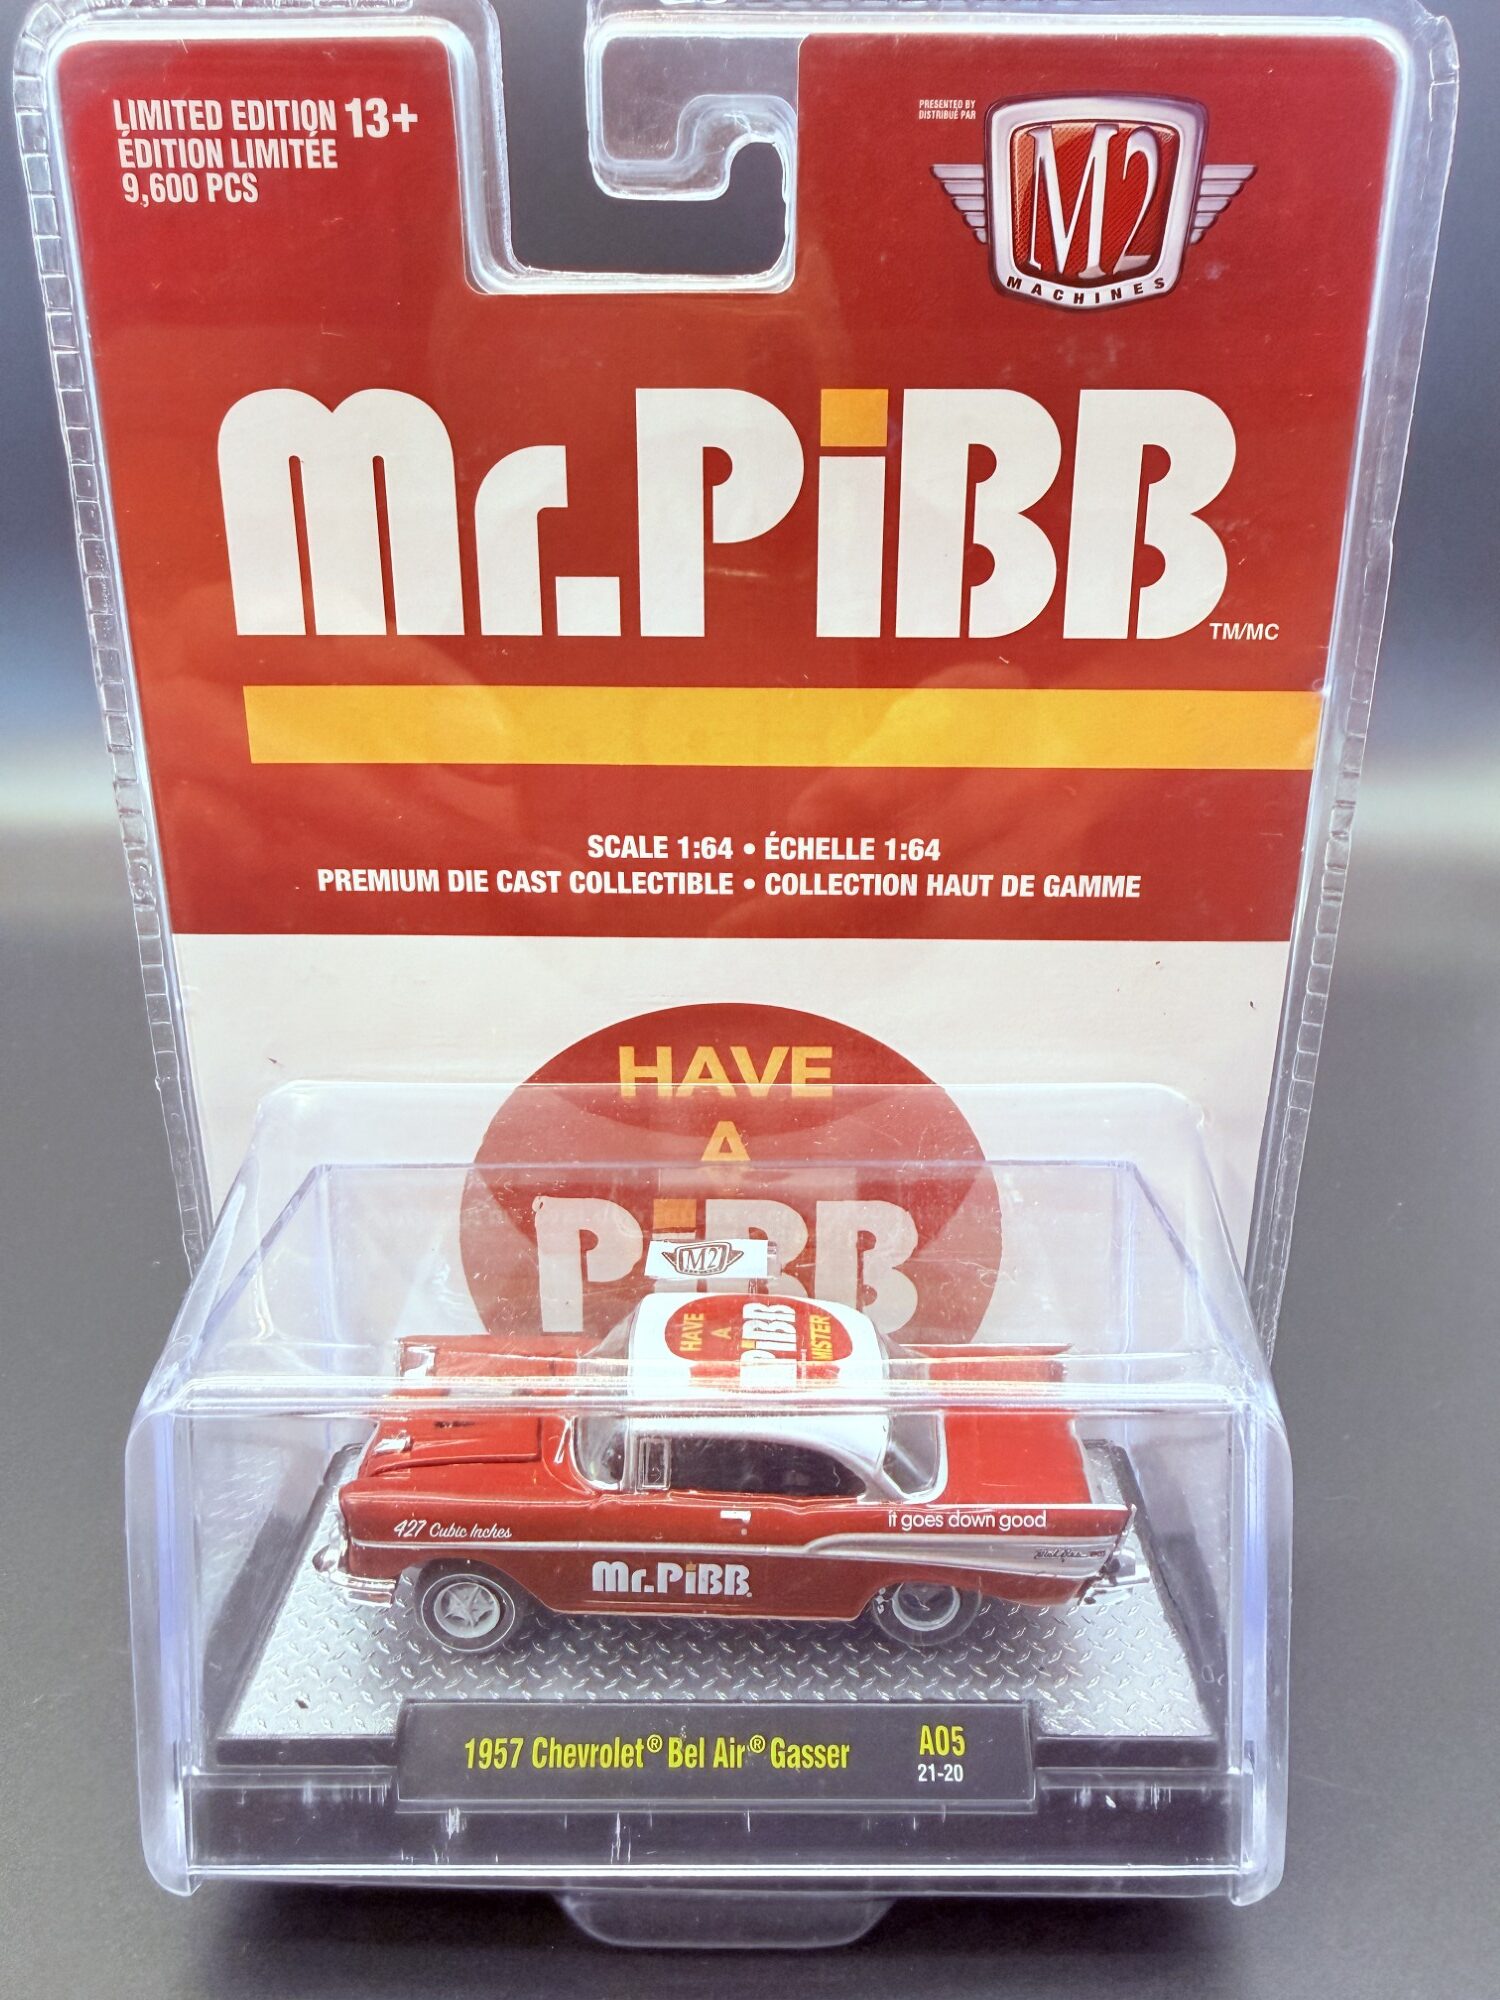 LIMITED EDITION 13+
ÉDITION LIMITÉE
9,600 PCS
PRESENTED BY
DISTRIBUÉ PAR
M2
MACHINES
Mr.PiBB
TM/MC
SCALE 1:64 • ÉCHELLE 1:64
PREMIUM DIE CAST COLLECTIBLE • COLLECTION HAUT DE GAMME
HAVE
A
PiBB
M2
HAVE
A
PiBB
MISTER
427 Cubic Inches
it goes down good
Mr.PiBB
1957 Chevrolet® Bel Air® Gasser
A05
21-20